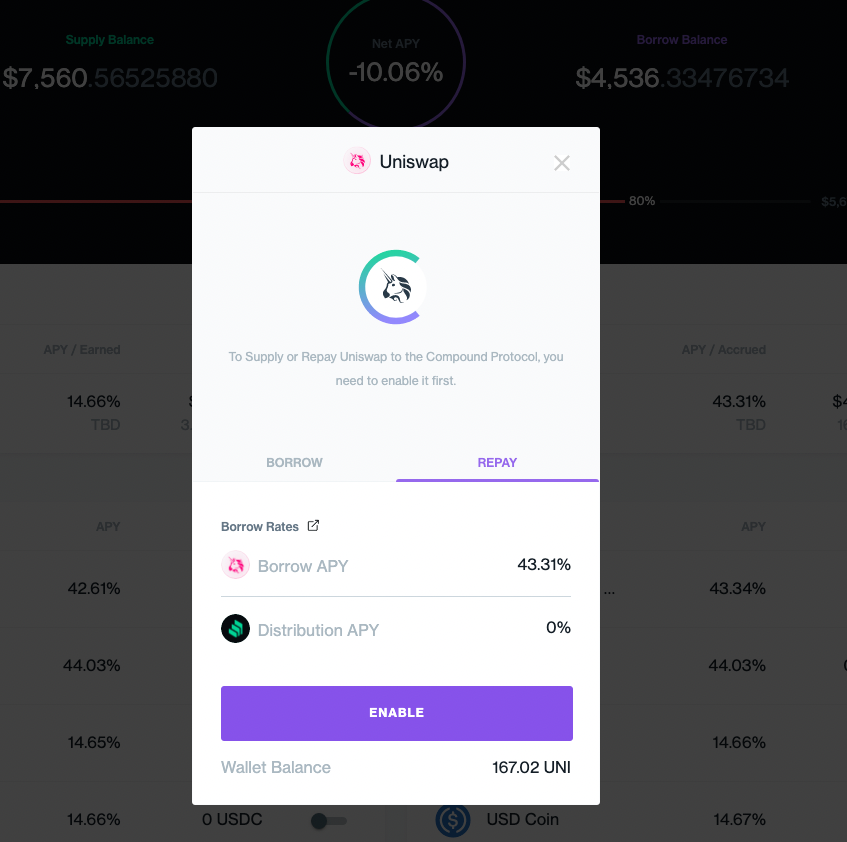 Supply Balance
Net APY
Borrow Balance
$7,560.56525880
-10.06%
$4,536.33476734
Uniswap
80%
$5,6
To Supply or Repay Uniswap to the Compound Protocol, you
need to enable it first.
APY / Earned
APY / Accrued
14.66%
43.31%
TBD
3.
TBD
BORROW
REPAY
APY
Borrow Rates
APY
Borrow APY
43.31%
42.61%
...
43.34%
Distribution APY
0%
44.03%
44.03%
ENABLE
14.65%
14.66%
Wallet Balance
167.02 UNI
14.66%
0 USDC
USD Coin
14.67%